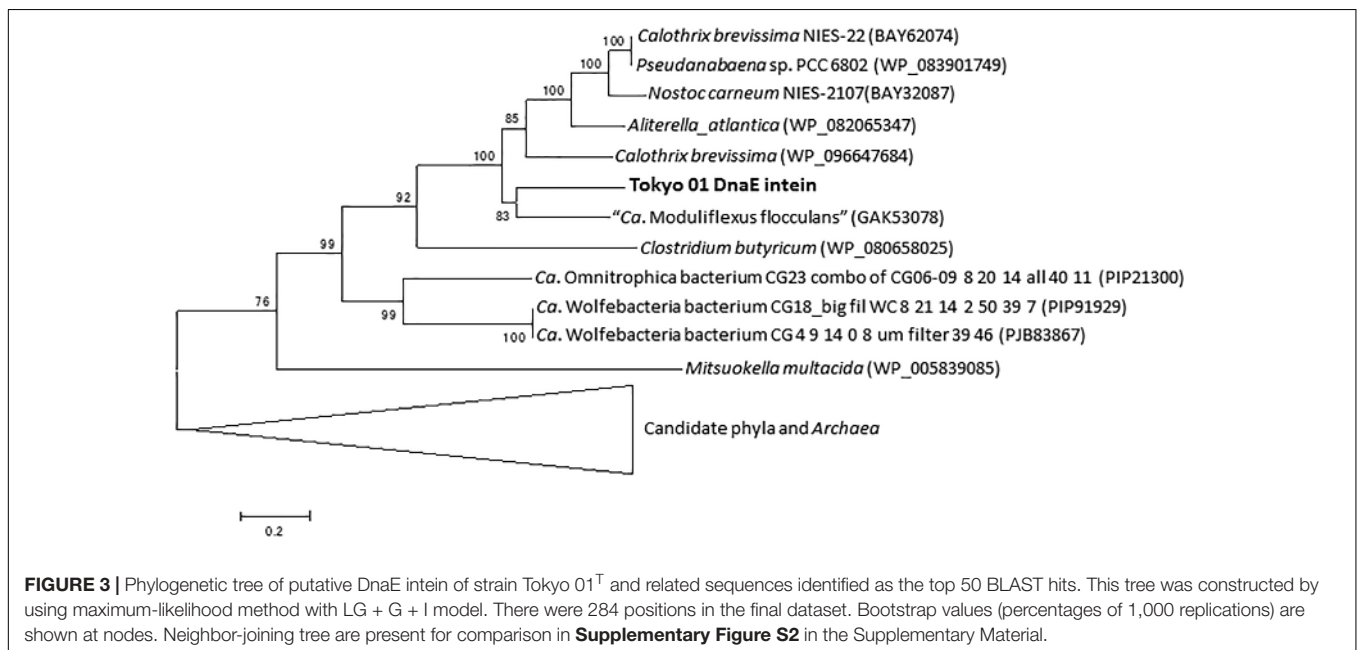 100
Calothrix brevissima NIES-22 (BAY62074)
100
Pseudanabaena sp. PCC 6802 (WP_083901749)
100
Nostoc carneum NIES-2107(BAY32087)
85
Aliterella_atlantica (WP_082065347)
100
Calothrix brevissima (WP_096647684)
92
Tokyo 01 DnaE intein
83
"Ca. Moduliflexus flocculans" (GAK53078)
99
Clostridium butyricum (WP_080658025)
76
Ca. Omnitrophica bacterium CG23 combo of CG06-09 8 20 14 all 40 11 (PIP21300)
99
Ca. Wolfebacteria bacterium CG18_big fil WC 8 21 14 2 50 39 7 (PIP91929)
100
Ca. Wolfebacteria bacterium CG 4 9 14 0 8 um filter 39 46 (PJB83867)
Mitsuokella multacida (WP_005839085)
Candidate phyla and Archaea
0.2
FIGURE 3 | Phylogenetic tree of putative DnaE intein of strain Tokyo 01T and related sequences identified as the top 50 BLAST hits. This tree was constructed by
using maximum-likelihood method with LG + G + I model. There were 284 positions in the final dataset. Bootstrap values (percentages of 1,000 replications) are
shown at nodes. Neighbor-joining tree are present for comparison in Supplementary Figure S2 in the Supplementary Material.